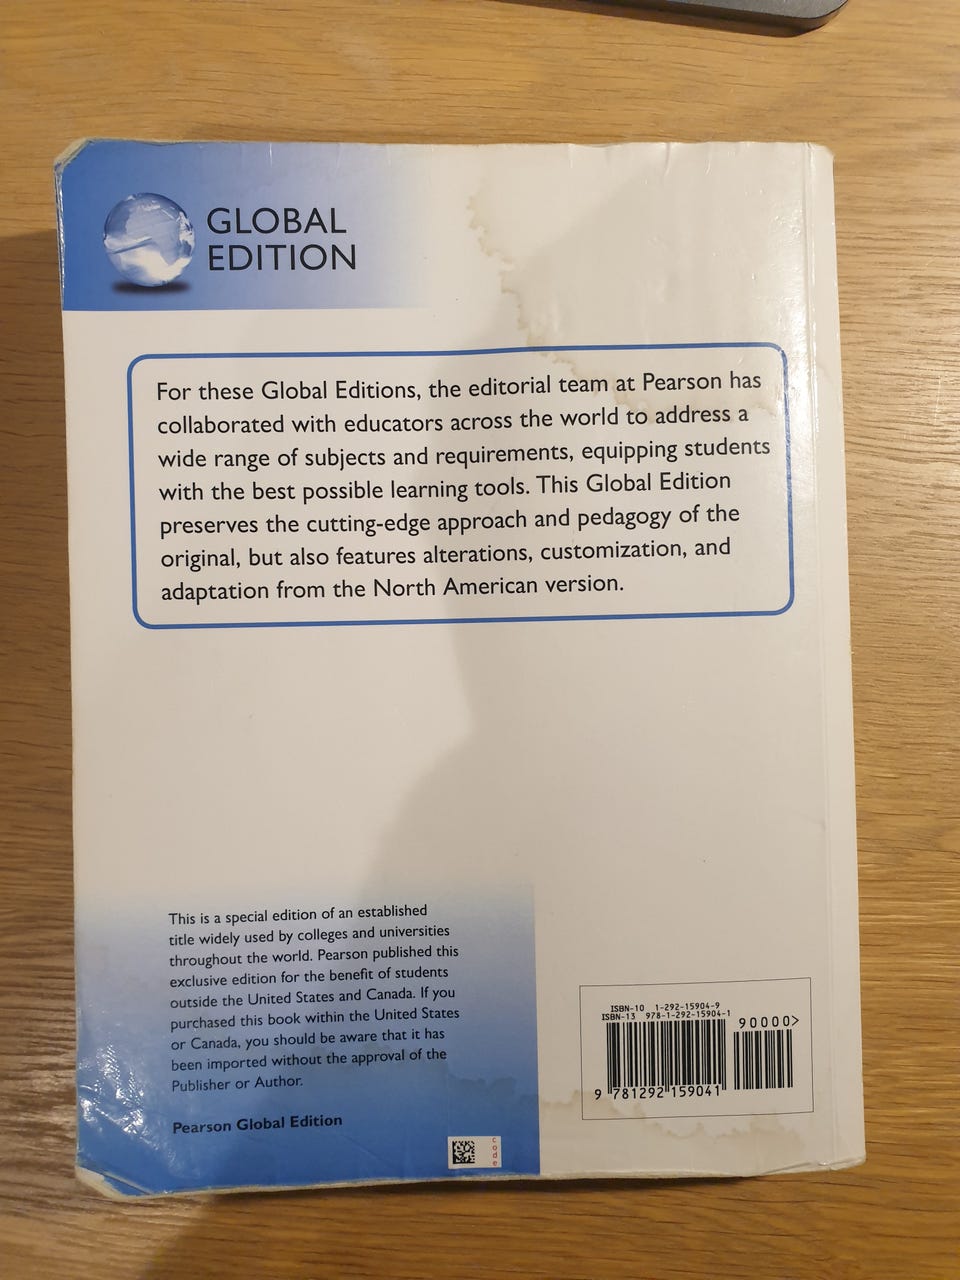 GLOBAL
EDITION
For these Global Editions, the editorial team at Pearson has
collaborated with educators across the world to address a
wide range of subjects and requirements, equipping students
with the best possible learning tools. This Global Edition
preserves the cutting-edge approach and pedagogy of the
original, but also features alterations, customization, and
adaptation from the North American version.
This is a special edition of an established
title widely used by colleges and universities
throughout the world. Pearson published this
exclusive edition for the benefit of students
outside the United States and Canada. If you
purchased this book within the United States
or Canada, you should be aware that it has
been imported without the approval of the
Publisher or Author.
Pearson Global Edition
code
ISBN-10 1-292-15904-9
ISBN-13 978-1-292-15904-1
90000>
9 781292 159041